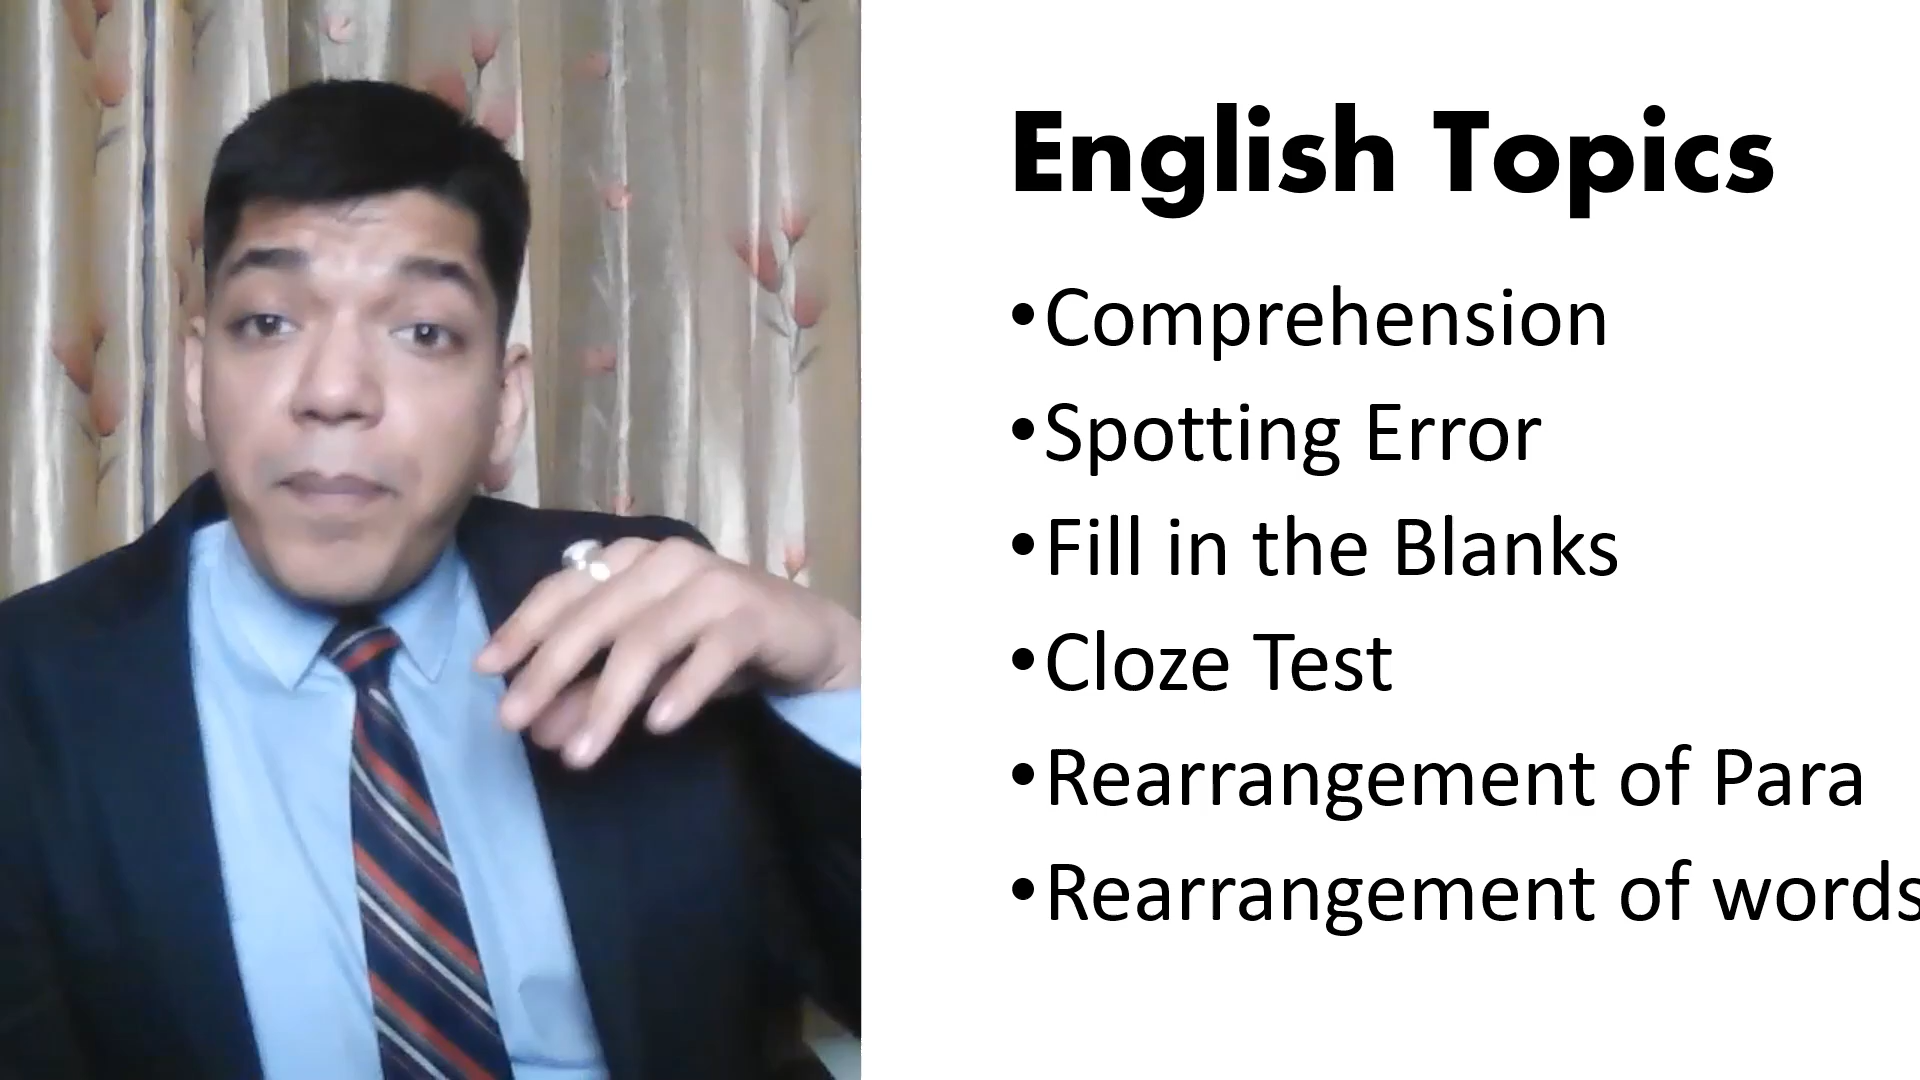 English Topics
•Comprehension
•Spotting Error
•Fill in the Blanks
•Cloze Test
•Rearrangement of Para
•Rearrangement of words